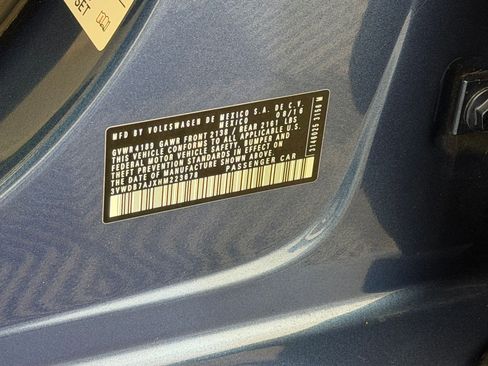 SET
MFD BY VOLKSWAGEN DE MEXICO S.A. DE C.V.
MEXICO 08/16
GVWR 4189 GAWR FRONT 2138 / REAR 2161 LBS
THIS VEHICLE CONFORMS TO ALL APPLICABLE U.S.
FEDERAL MOTOR VEHICLE SAFETY, BUMPER AND
THEFT PREVENTION STANDARDS IN EFFECT ON
THE DATE OF MANUFACTURE SHOWN ABOVE.
PASSENGER CAR